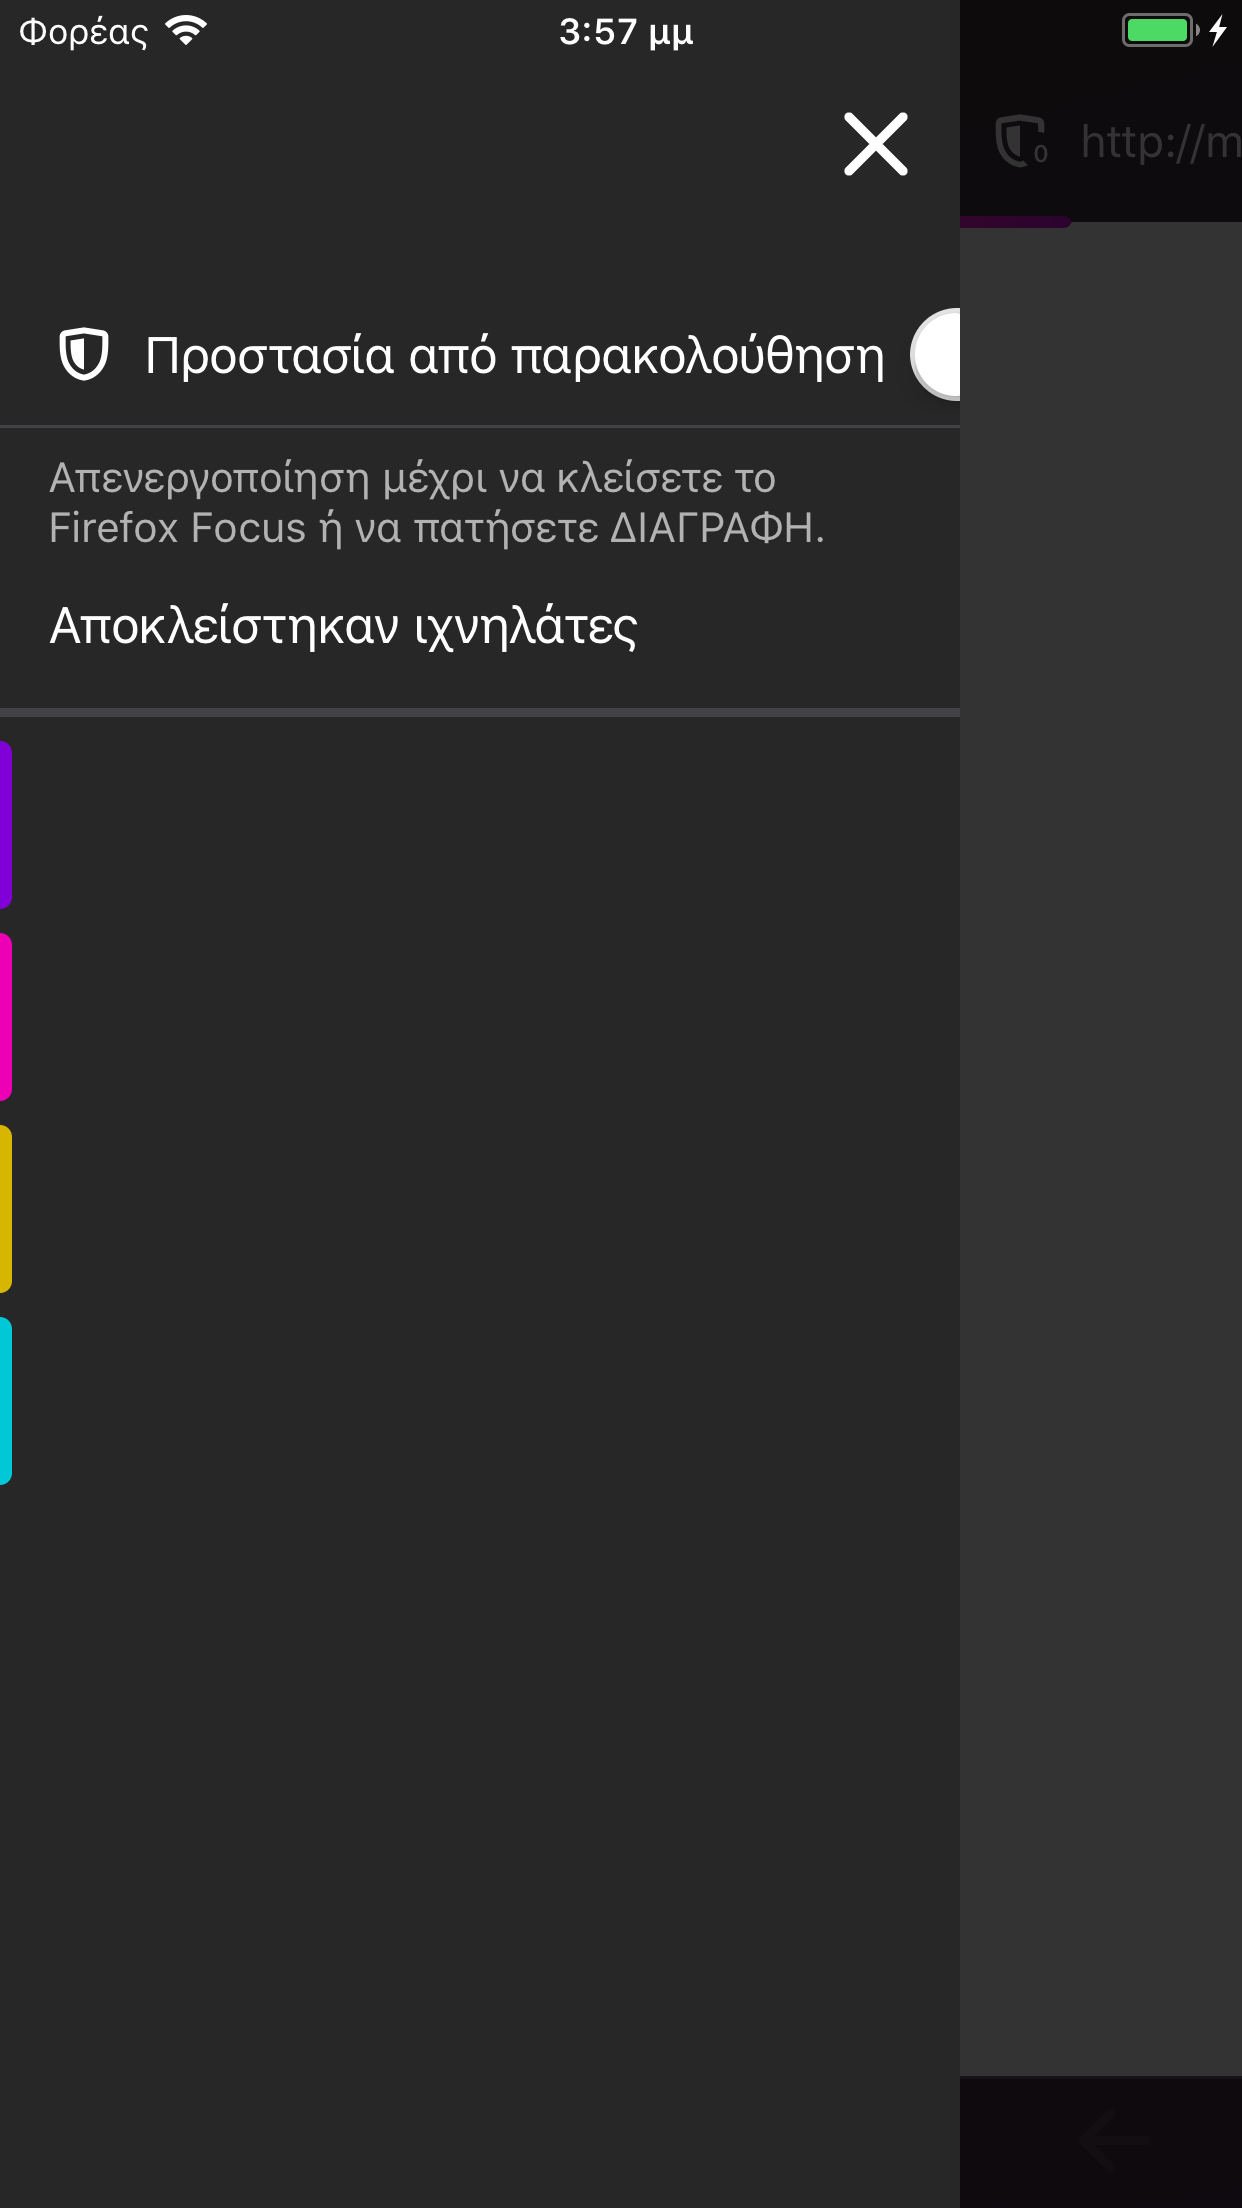 Φορέας 3:57 μμ
0 http://m
Προστασία από παρακολούθηση
Απενεργοποίηση μέχρι να κλείσετε το
Firefox Focus ή να πατήσετε ΔΙΑΓΡΑΦΗ.
Αποκλείστηκαν ιχνηλάτες